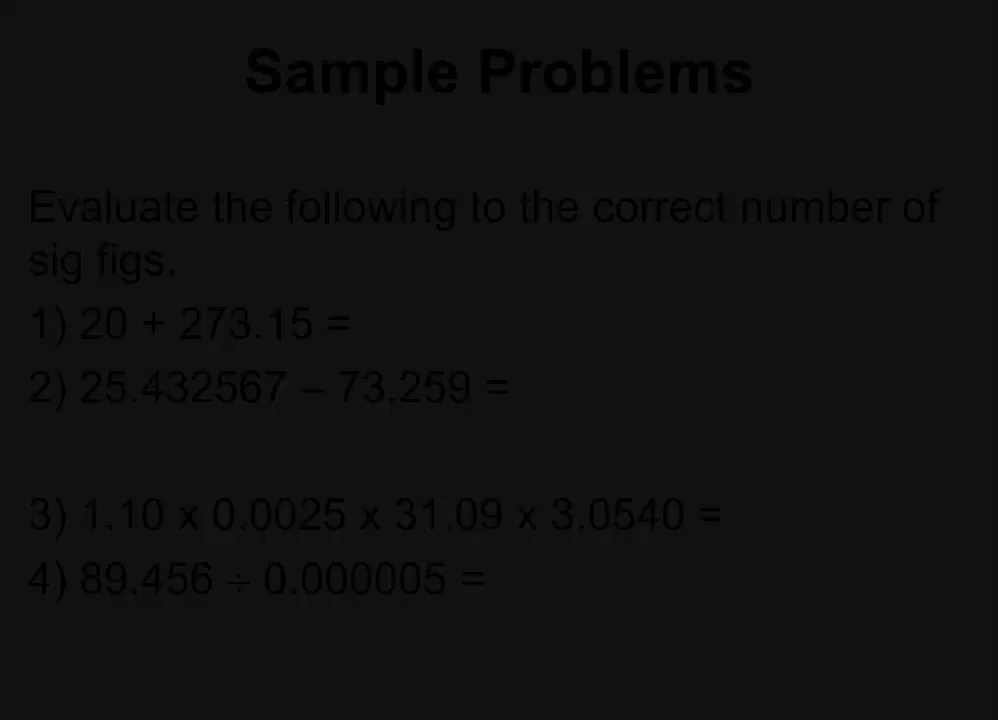 Sample Problems
Evaluate the following to the correct number of
sig figs.
1) 20 + 273.15 =
2) 25.432567 – 73.259 =
3) 1.10 x 0.0025 x 31.09 x 3.0540 =
4) 89.456 ÷ 0.000005 =